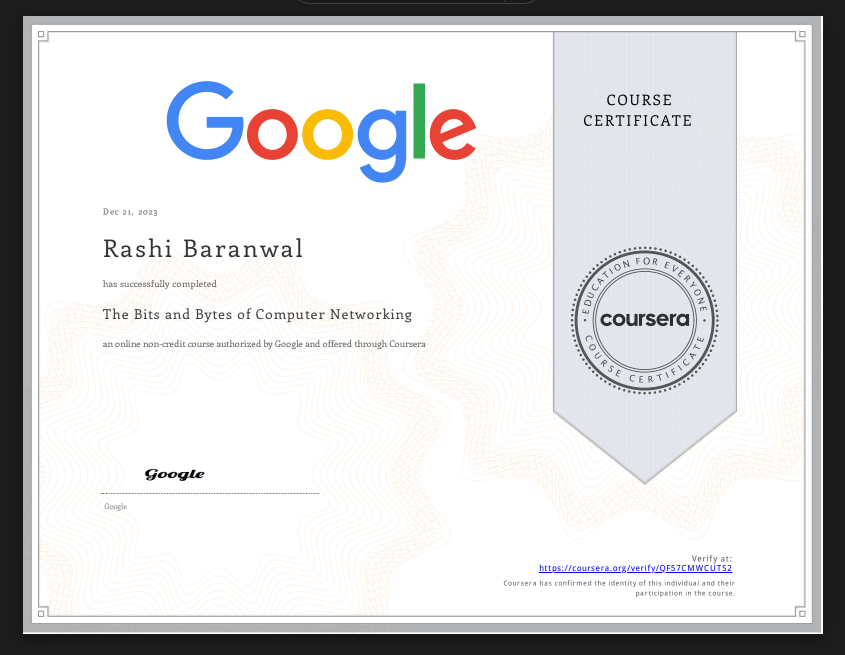 Google
COURSE
CERTIFICATE
Dec 21, 2023
Rashi Baranwal
has successfully completed
The Bits and Bytes of Computer Networking
an online non-credit course authorized by Google and offered through Coursera
EDUCATION FOR EVERYONE
coursera
COURSE CERTIFICATE
Google
Google
Verify at:
https://coursera.org/verify/QF57CMWCUTS2
Coursera has confirmed the identity of this individual and their
participation in the course.